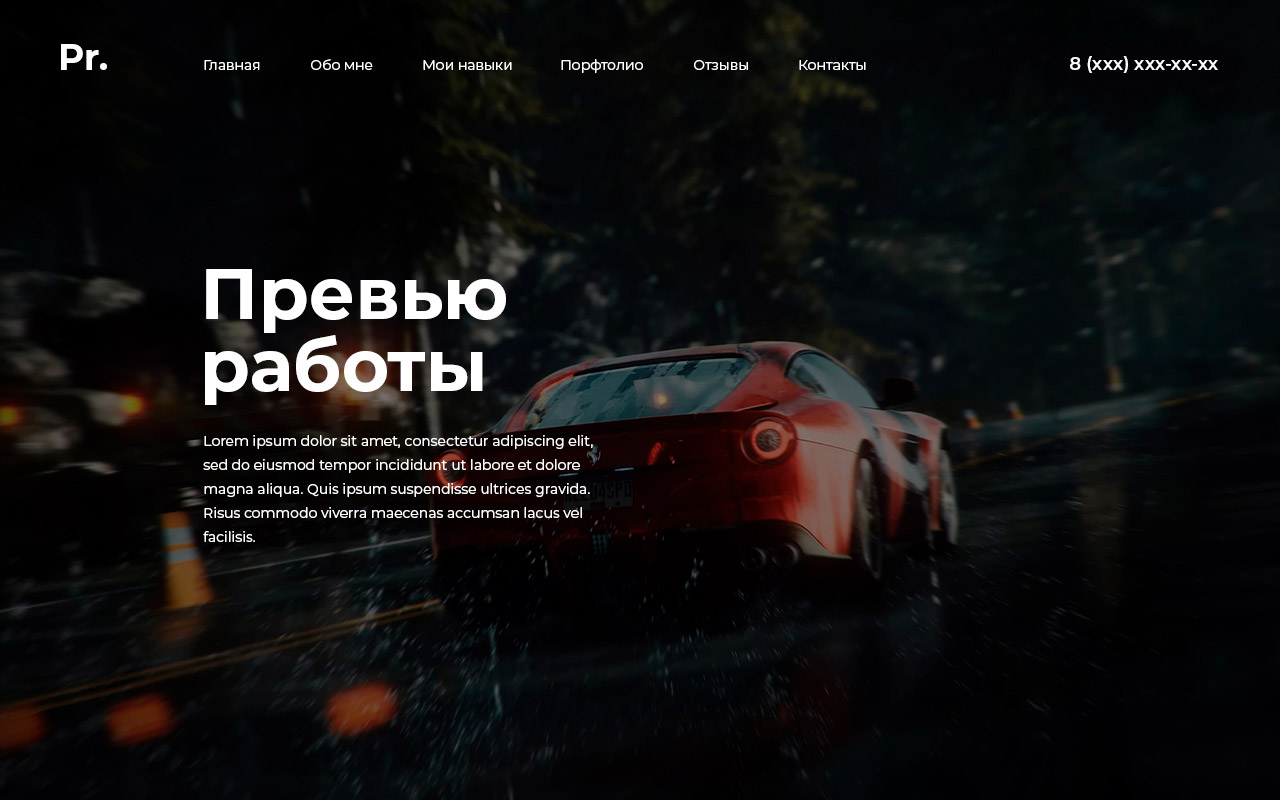 Pr.
Главная Обо мне Мои навыки Порфтолио Отзывы Контакты
8 (xxx) xxx-xx-xx
Превью
работы
Lorem ipsum dolor sit amet, consectetur adipiscing elit,
sed do eiusmod tempor incididunt ut labore et dolore
magna aliqua. Quis ipsum suspendisse ultrices gravida.
Risus commodo viverra maecenas accumsan lacus vel
facilisis.